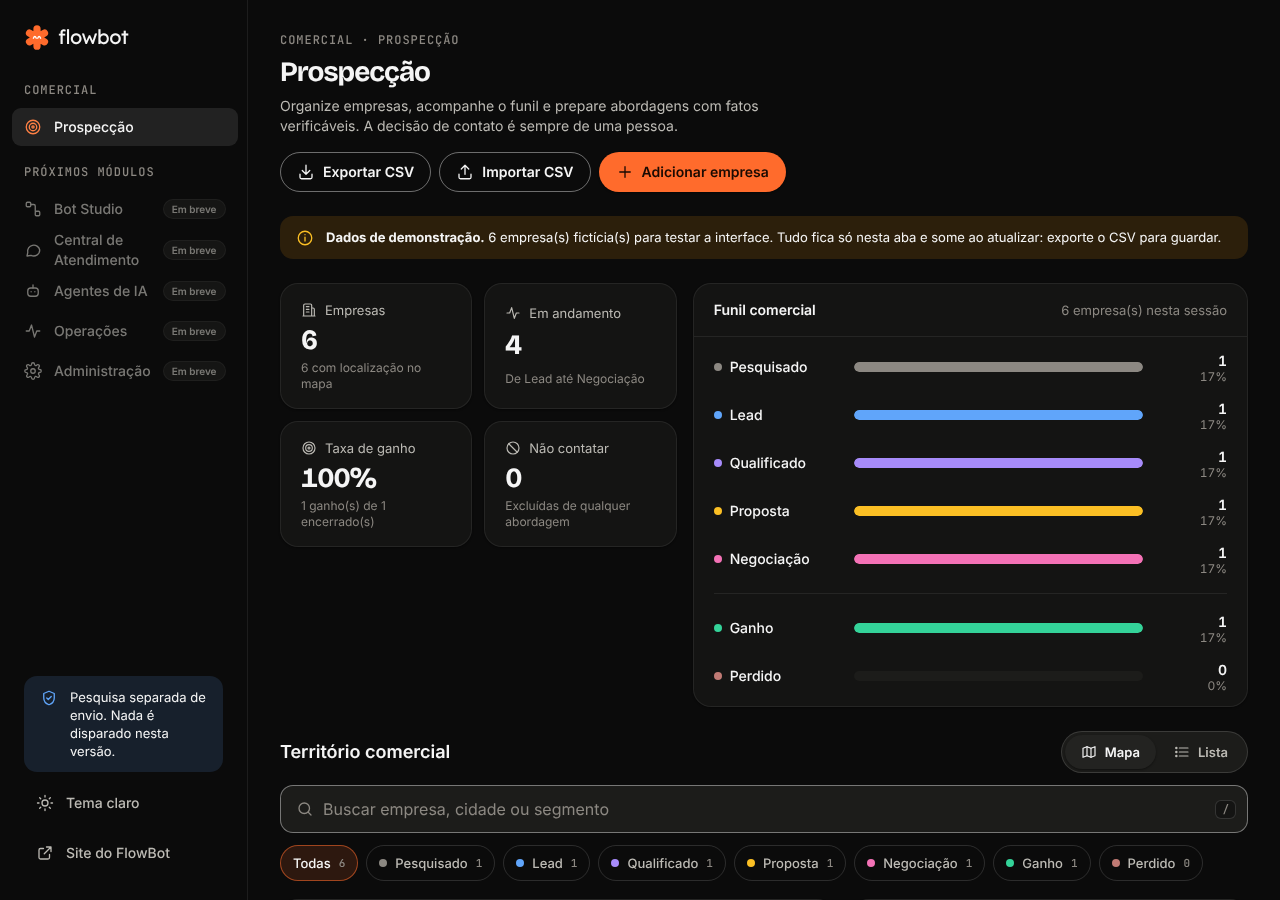 flowbot
COMERCIAL
Prospecção
PRÓXIMOS MÓDULOS
Bot Studio Em breve
Central de
Atendimento Em breve
Agentes de IA Em breve
Operações Em breve
Administração Em breve
Pesquisa separada de
envio. Nada é
disparado nesta
versão.
Tema claro
Site do FlowBot
COMERCIAL · PROSPECÇÃO
Prospecção
Organize empresas, acompanhe o funil e prepare abordagens com fatos
verificáveis. A decisão de contato é sempre de uma pessoa.
Exportar CSV Importar CSV Adicionar empresa
Dados de demonstração. 6 empresa(s) fictícia(s) para testar a interface. Tudo fica só nesta aba e some ao atualizar: exporte o CSV para guardar.
Empresas
6
6 com localização no
mapa
Em andamento
4
De Lead até Negociação
Taxa de ganho
100%
1 ganho(s) de 1
encerrado(s)
Não contatar
0
Excluídas de qualquer
abordagem
Funil comercial 6 empresa(s) nesta sessão
Pesquisado 1
17%
Lead 1
17%
Qualificado 1
17%
Proposta 1
17%
Negociação 1
17%
Ganho 1
17%
Perdido 0
0%
Território comercial Mapa Lista
Buscar empresa, cidade ou segmento /
Todas 6 Pesquisado 1 Lead 1 Qualificado 1 Proposta 1 Negociação 1 Ganho 1 Perdido 0